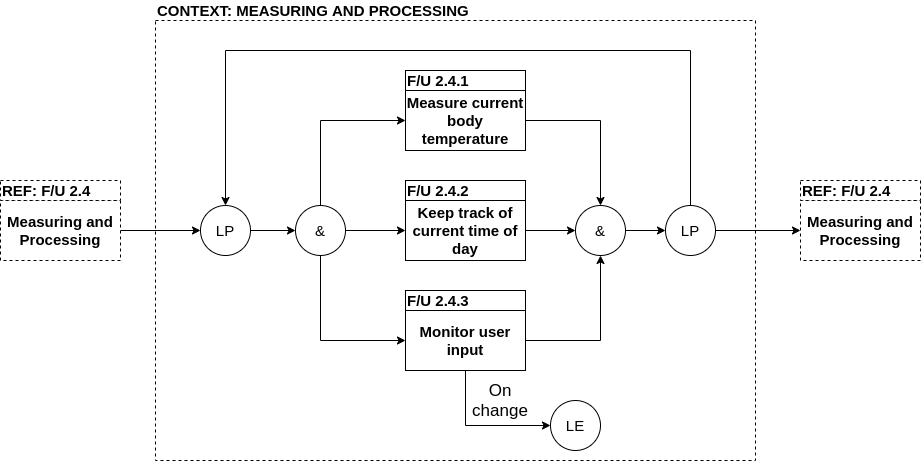 CONTEXT: MEASURING AND PROCESSING
F/U 2.4.1
Measure current
body
temperature
REF: F/U 2.4
Measuring and
Processing
LP
&
F/U 2.4.2
Keep track of
current time of
day
&
LP
REF: F/U 2.4
Measuring and
Processing
F/U 2.4.3
Monitor user
input
On
change
LE